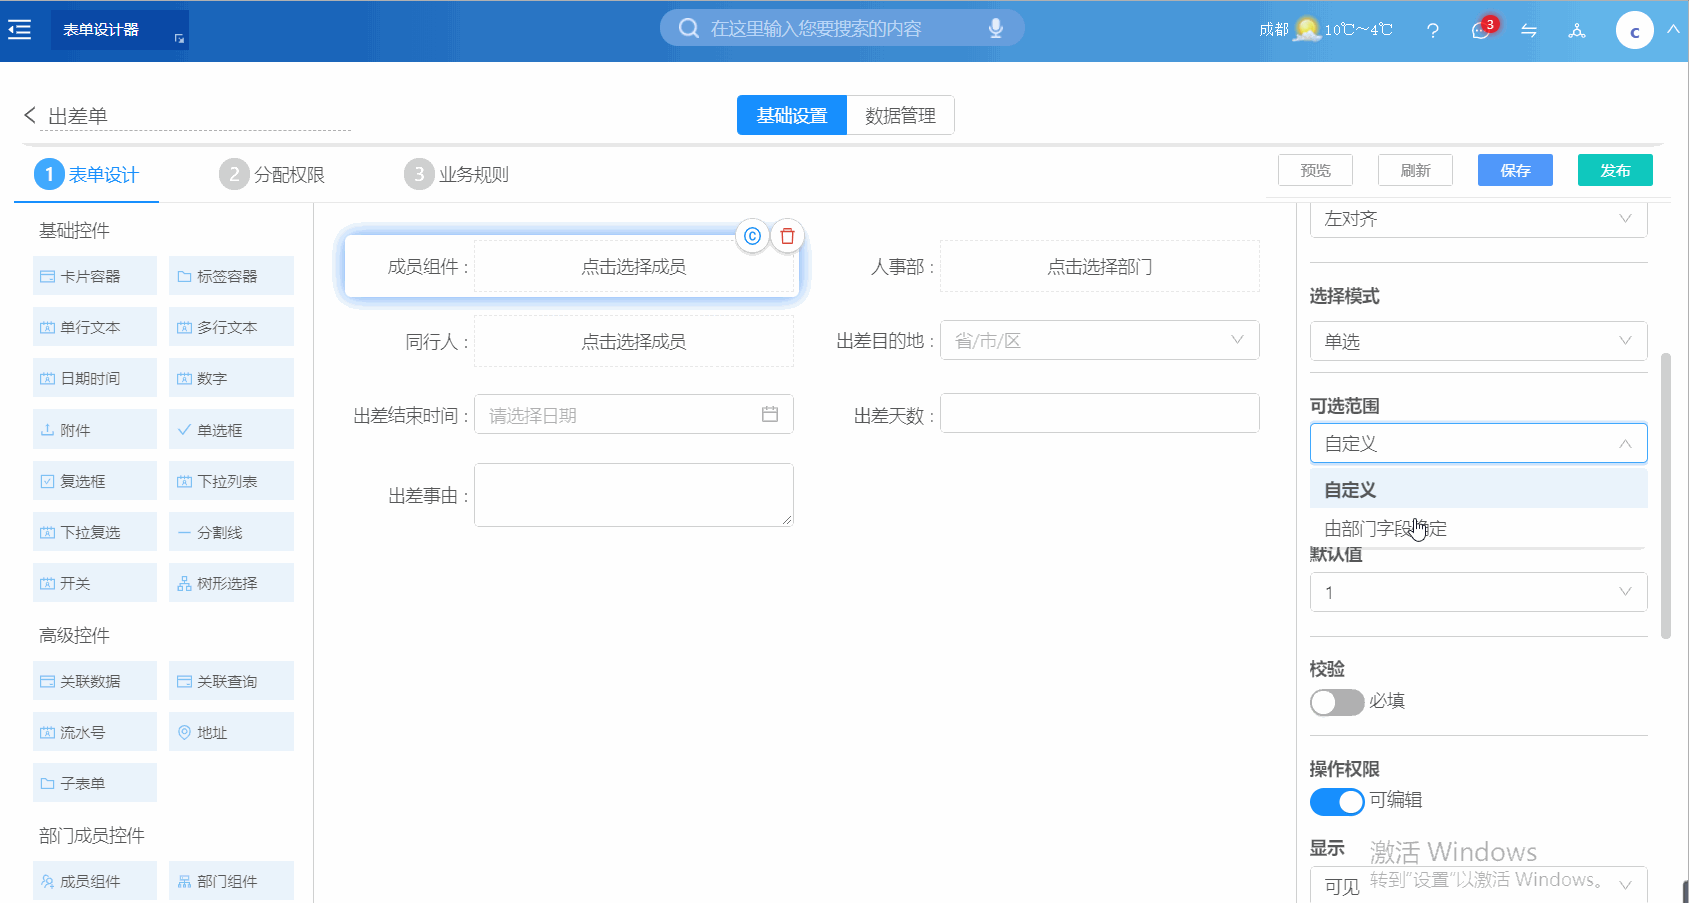 表单设计器
在这里输入您要搜索的内容
成都 10℃～4℃
?
3
c
出差单
基础设置 数据管理
1 表单设计 2 分配权限 3 业务规则
预览 刷新 保存 发布
基础控件
卡片容器 标签容器
单行文本 多行文本
日期时间 数字
附件 单选框
复选框 下拉列表
下拉复选 分割线
开关 树形选择
高级控件
关联数据 关联查询
流水号 地址
子表单
部门成员控件
成员组件 部门组件
成员组件 : 点击选择成员
人事部 : 点击选择部门
同行人 : 点击选择成员
出差目的地 : 省/市/区
出差结束时间 : 请选择日期
出差天数 :
出差事由 :
左对齐
选择模式
单选
可选范围
自定义
自定义
由部门字段确定
默认值
1
校验
必填
操作权限
可编辑
显示
可见
激活 Windows
转到"设置"以激活 Windows。